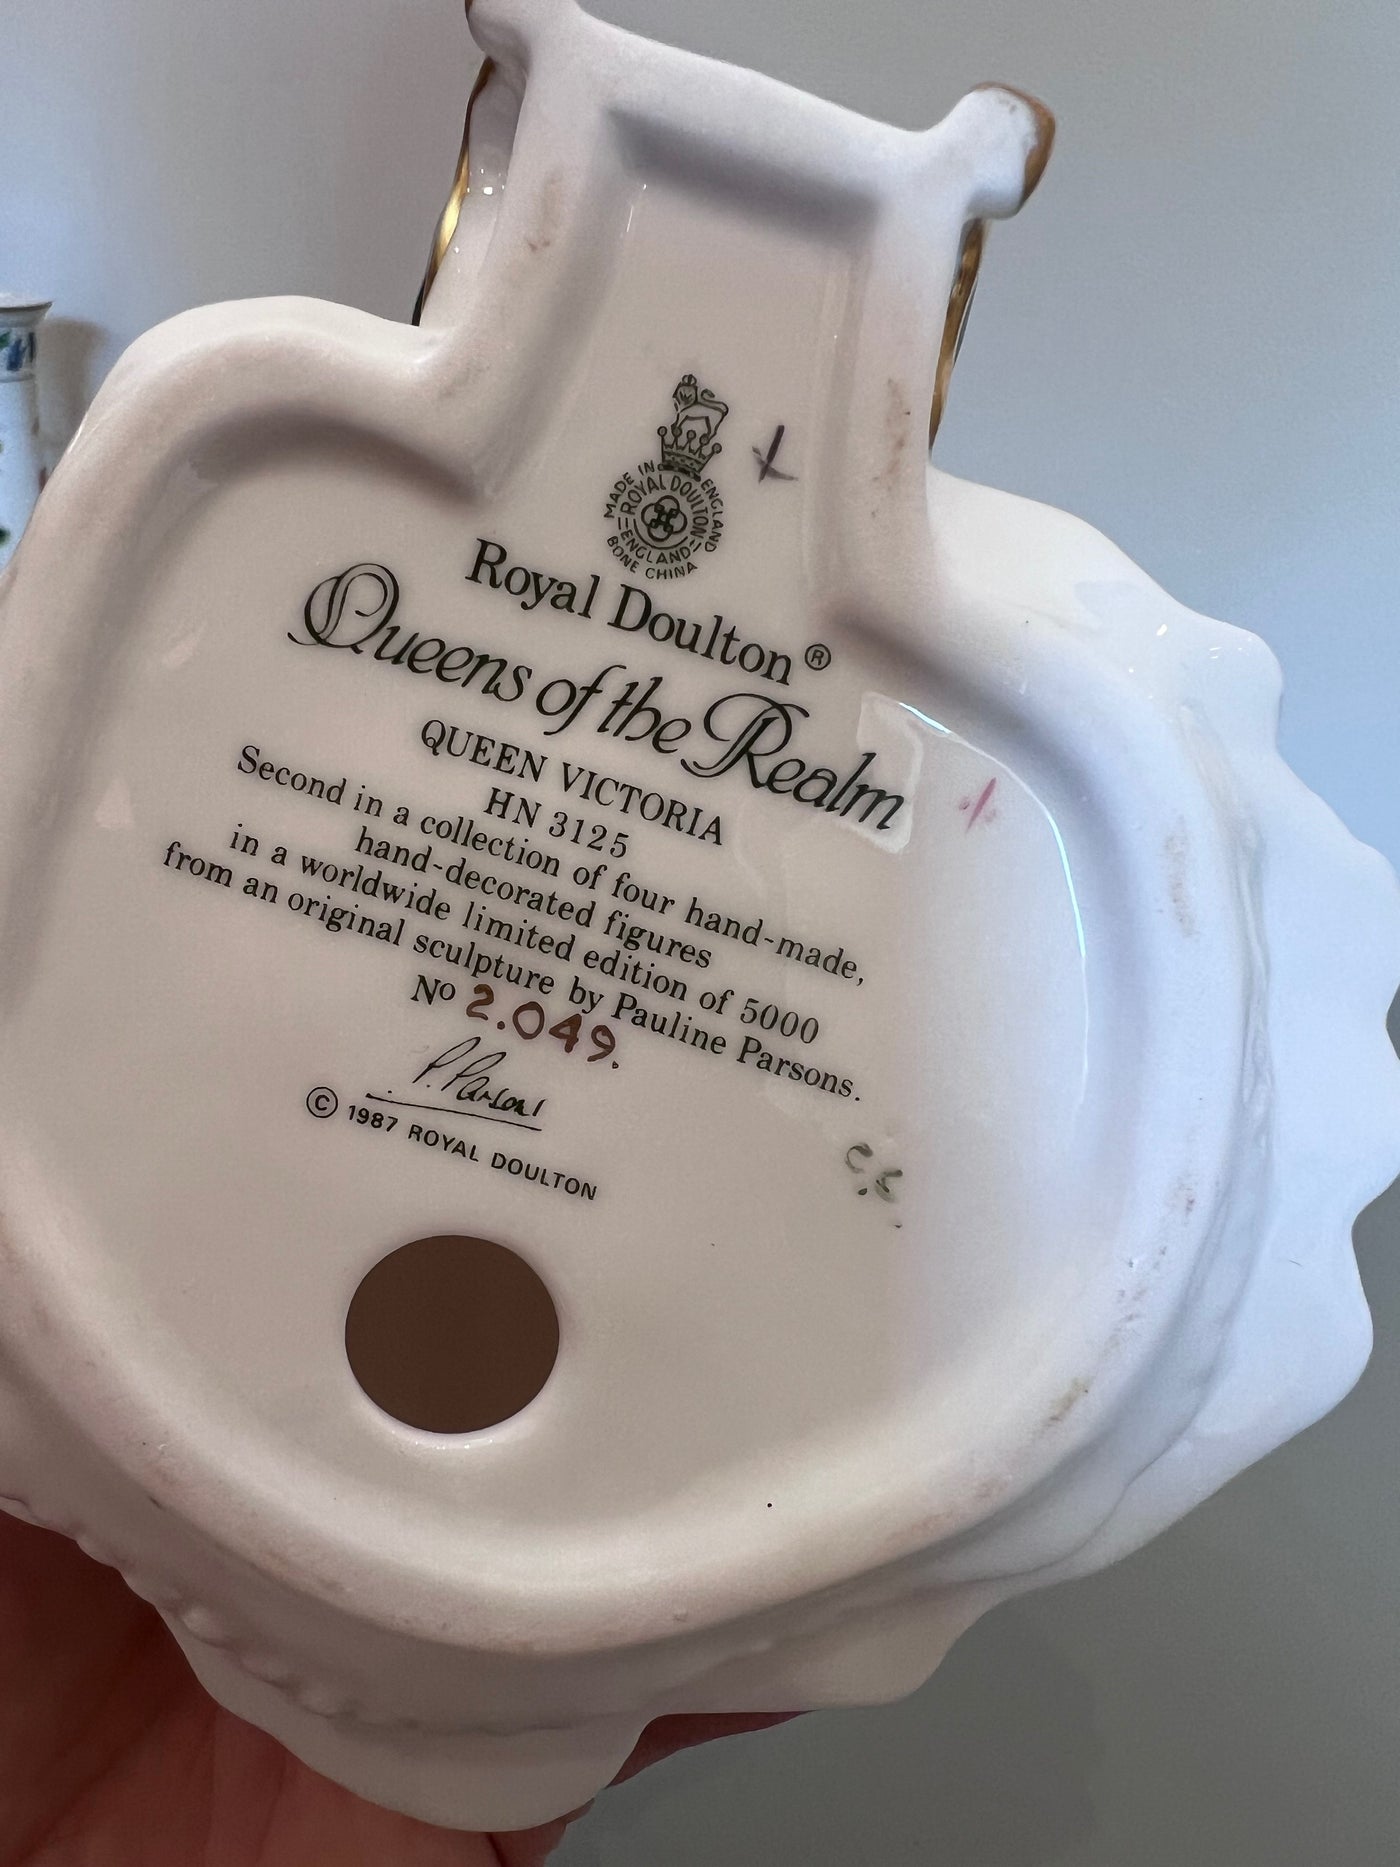 MADE IN ENGLAND
ROYAL DOULTON
ENGLAND
BONE CHINA
Royal Doulton®
Queens of the Realm
QUEEN VICTORIA
HN 3125
Second in a collection of four hand-made,
hand-decorated figures
in a worldwide limited edition of 5000
from an original sculpture by Pauline Parsons.
No 2.049.
P. Parsons
© 1987 ROYAL DOULTON